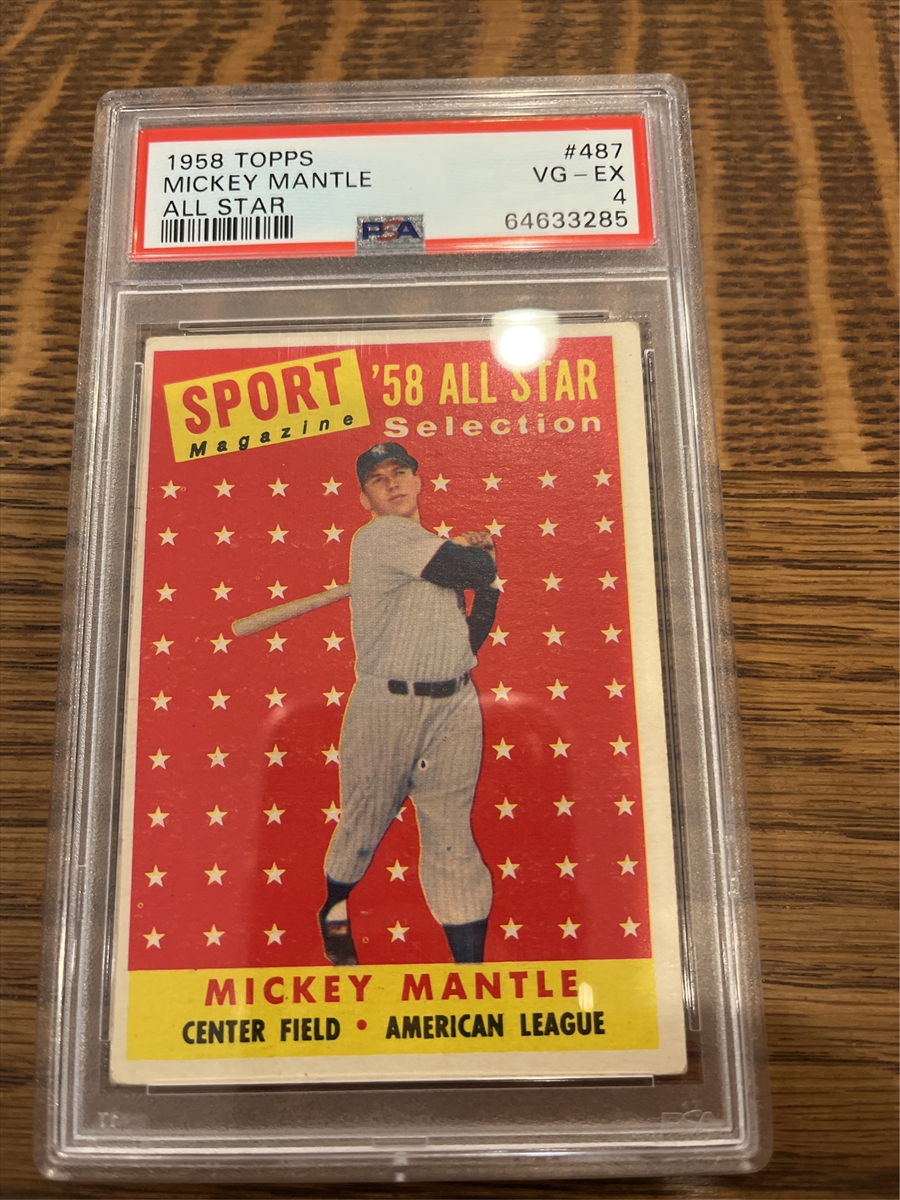 1958 TOPPS #487
MICKEY MANTLE VG-EX
ALL STAR 4
PSA 64633285
SPORT '58 ALL STAR
Magazine Selection
MICKEY MANTLE
CENTER FIELD • AMERICAN LEAGUE
PSA